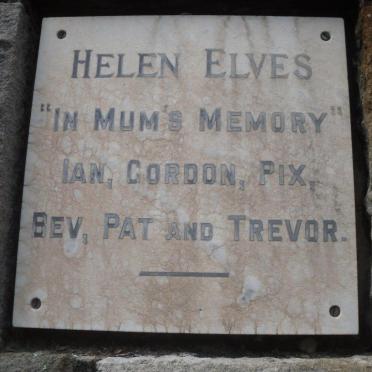 HELEN ELVES
"IN MUM'S MEMORY"
IAN, GORDON, PIX,
BEV, PAT AND TREVOR.